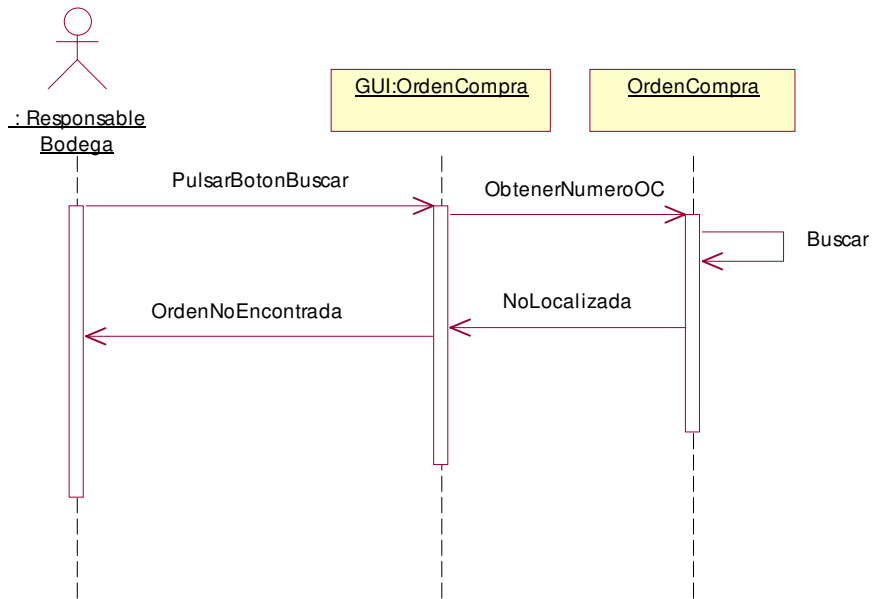 : Responsable
Bodega
GUI:OrdenCompra
OrdenCompra
PulsarBotonBuscar
ObtenerNumeroOC
Buscar
NoLocalizada
OrdenNoEncontrada